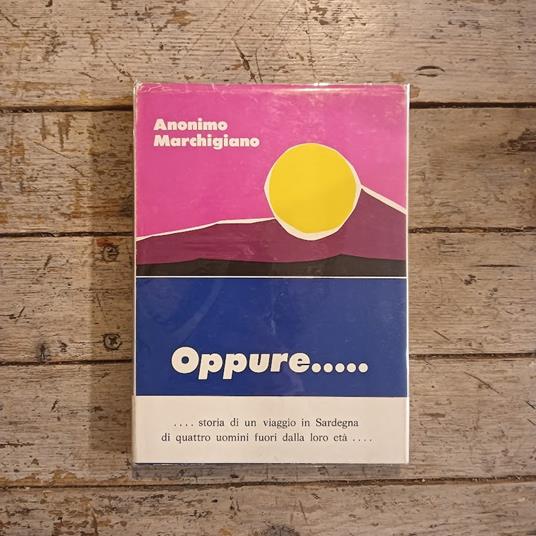 Anonimo
Marchigiano
Oppure.....
.... storia di un viaggio in Sardegna
di quattro uomini fuori dalla loro età ....